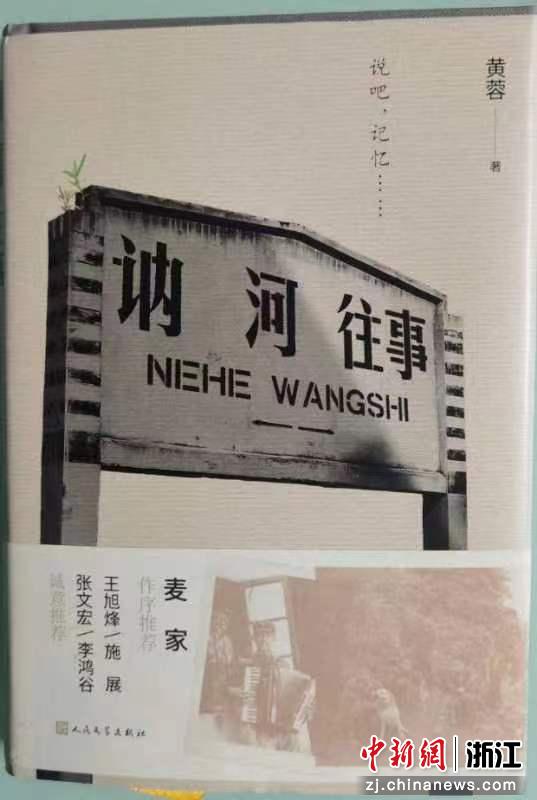 黄蓉
著
说吧，记忆……
讷河往事
NEHE WANGSHI
麦家
作序推荐
王旭烽/施展
张文宏/李鸿谷
诚意推荐
人民文学出版社
中新網 浙江
zj.chinanews.com